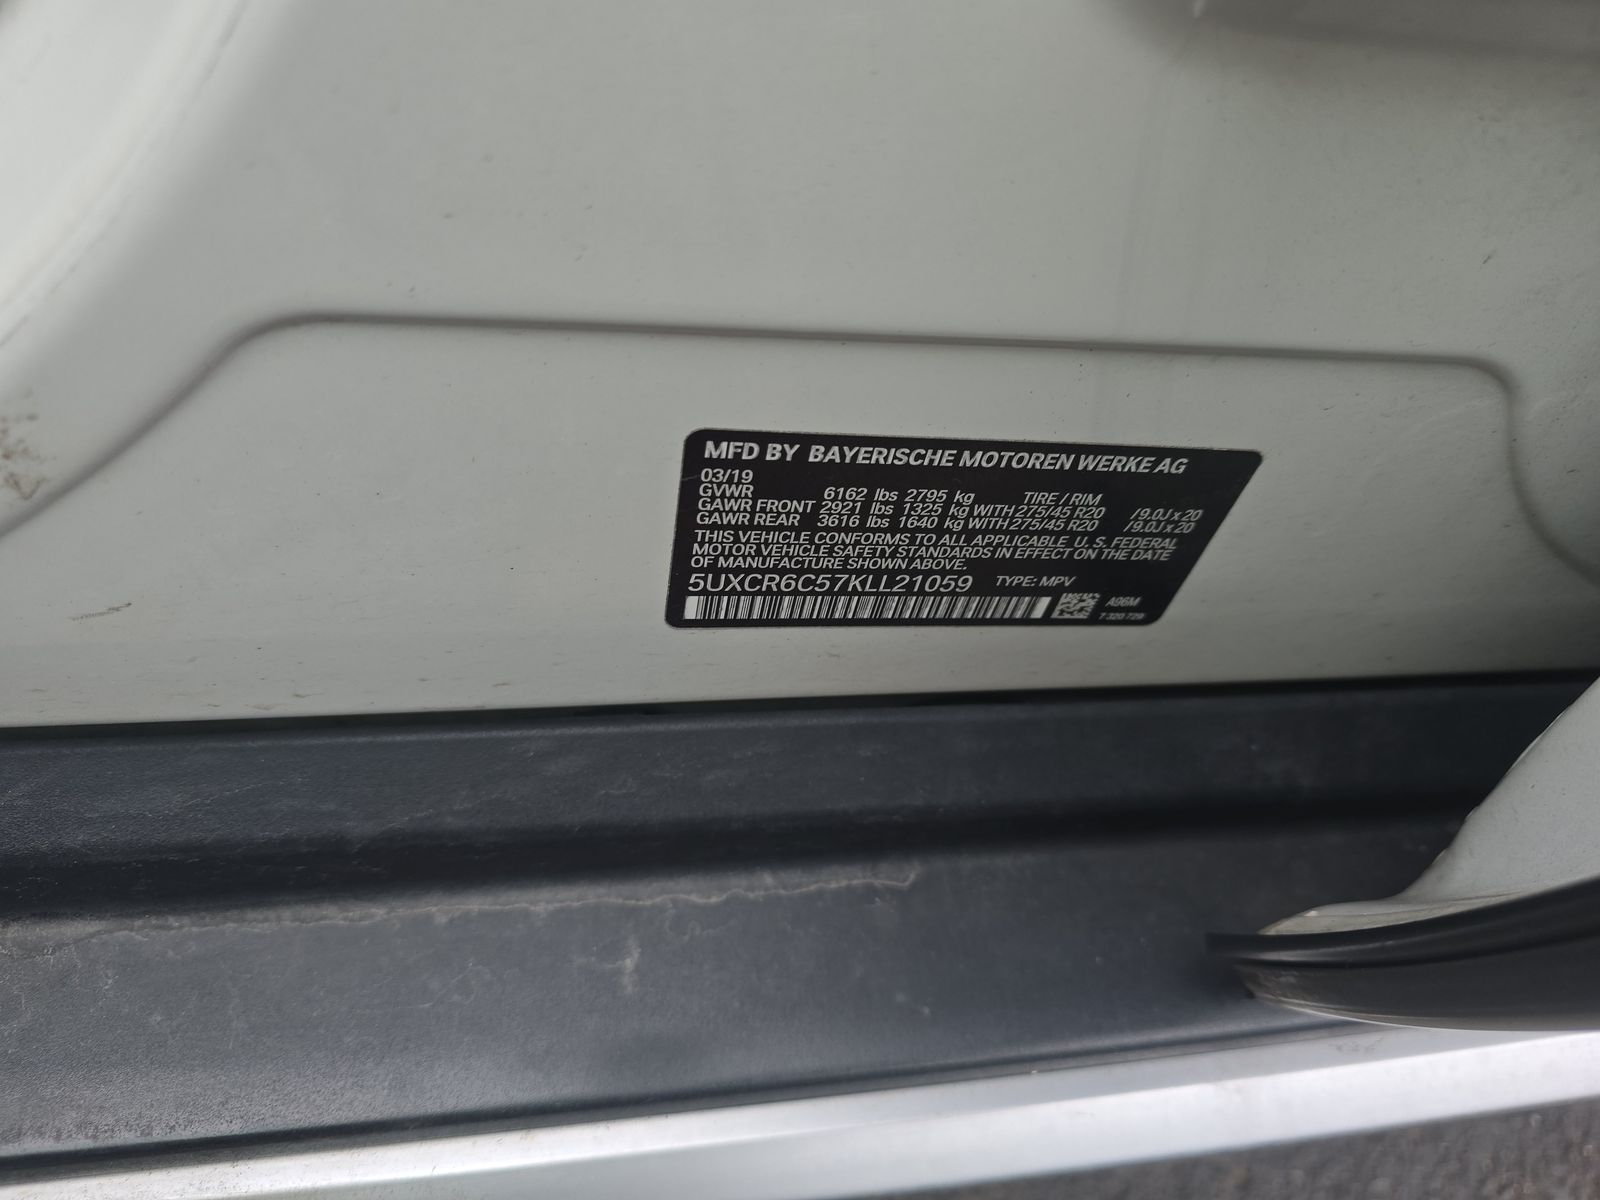 MFD BY BAYERISCHE MOTOREN WERKE AG
03/19
GVWR 6162 lbs 2795 kg TIRE / RIM
GAWR FRONT 2921 lbs 1325 kg WITH 275/45 R20 / 9.0J x 20
GAWR REAR 3616 lbs 1640 kg WITH 275/45 R20 / 9.0J x 20
THIS VEHICLE CONFORMS TO ALL APPLICABLE U. S. FEDERAL
MOTOR VEHICLE SAFETY STANDARDS IN EFFECT ON THE DATE
OF MANUFACTURE SHOWN ABOVE.
5UXCR6C57KLL21059 TYPE: MPV
A96M
7 320 729